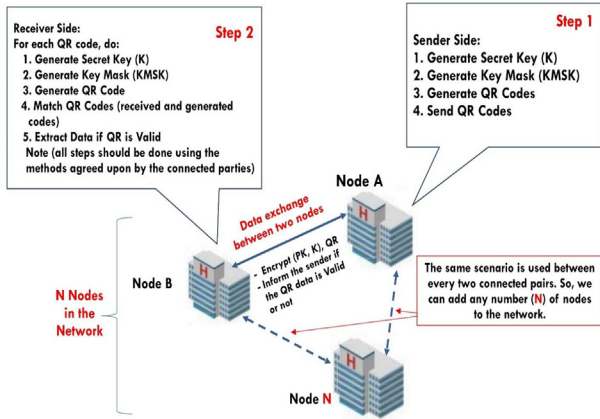 Receiver Side:
Step 2
For each QR code, do:
1. Generate Secret Key (K)
2. Generate Key Mask (KMSK)
3. Generate QR Code
4. Match QR Codes (received and generated
codes)
5. Extract Data if QR is Valid
Note (all steps should be done using the
methods agreed upon by the connected parties)
Step 1
Sender Side:
1. Generate Secret Key (K)
2. Generate Key Mask (KMSK)
3. Generate QR Codes
4. Send QR Codes
Node A
H
Data exchange
between two nodes
- Encrypt (PK, K), QR
- Inform the sender if
the QR data is Valid
or not
Node B
H
N Nodes
in the
Network
The same scenario is used between
every two connected pairs. So, we
can add any number (N) of nodes
to the network.
H
Node N